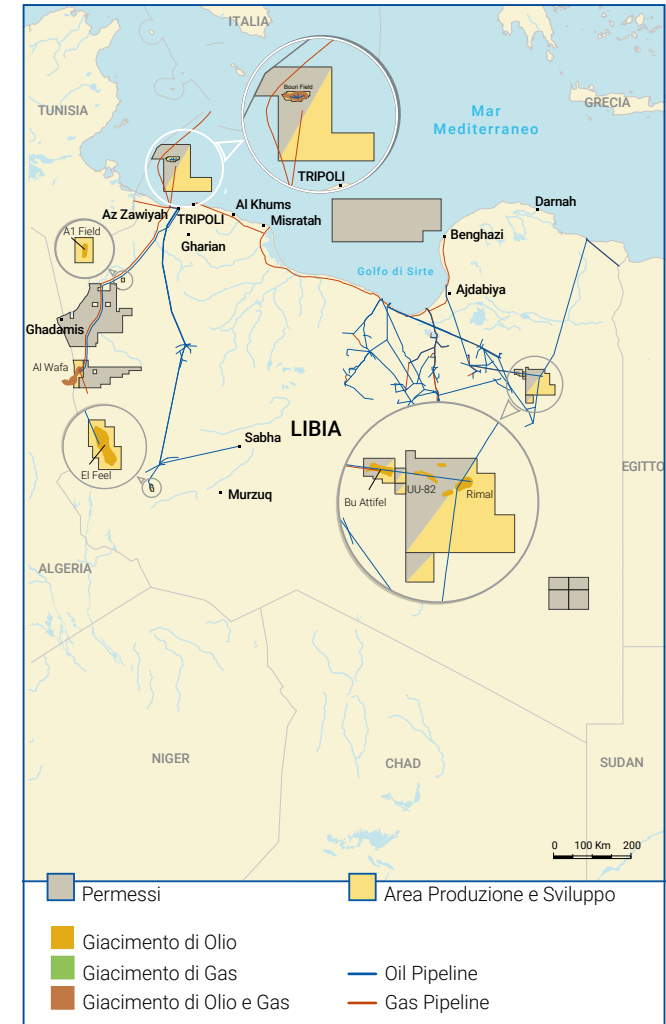 ITALIA
TUNISIA
GRECIA
Mar
Mediterraneo
Bouri Field
TRIPOLI
Az Zawiyah
TRIPOLI
Al Khums
Misratah
Gharian
Darnah
Benghazi
Golfo di Sirte
Ajdabiya
A1 Field
Ghadamis
Al Wafa
El Feel
Sabha
Murzuq
LIBIA
Bu Attifel
UU-82
Rimal
EGITTO
ALGERIA
NIGER
CHAD
SUDAN
0 100 Km 200
Permessi
Area Produzione e Sviluppo
Giacimento di Olio
Giacimento di Gas
Oil Pipeline
Giacimento di Olio e Gas
Gas Pipeline